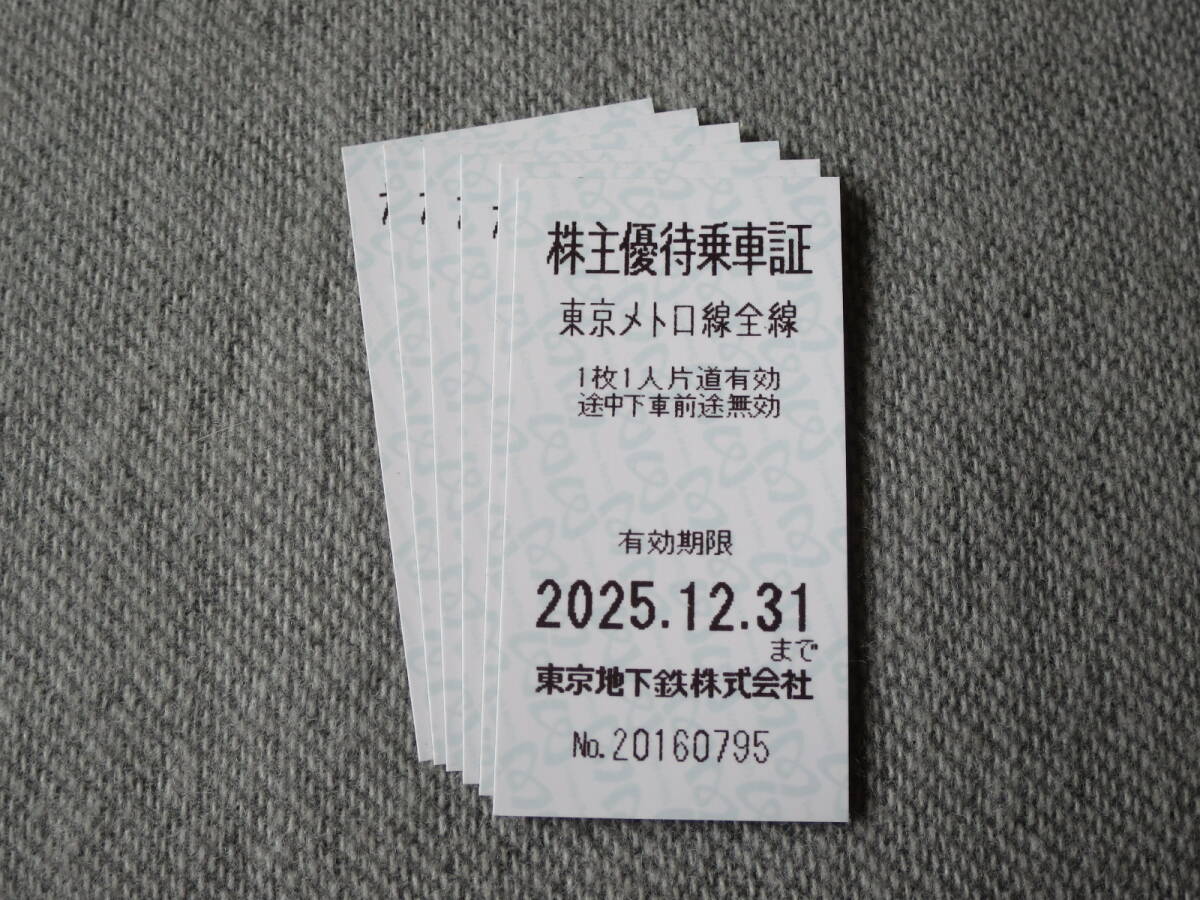 株主優待乗車証
東京メトロ線全線
1枚1人片道有効
途中下車前途無効
有効期限
2025.12.31
まで
東京地下鉄株式会社
No.20160795